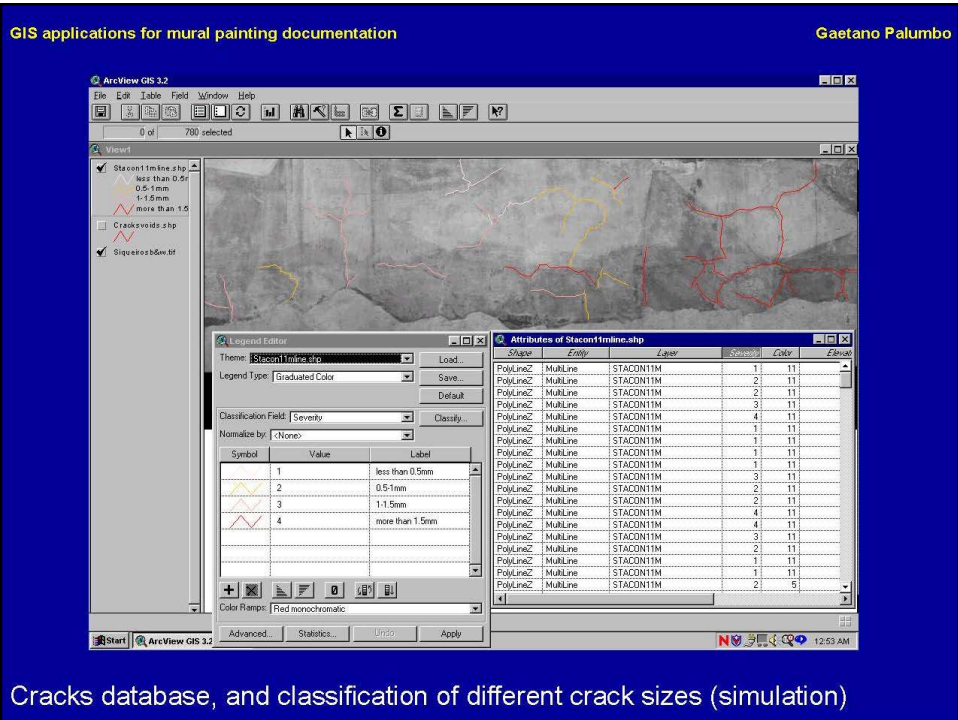 GIS applications for mural painting documentation
Gaetano Palumbo
ArcView GIS 3.2
File Edit Table Field Window Help
0 of 780 selected
View1
Stacon11mline.shp
less than 0.5r
0.5-1mm
1-1.5mm
more than 1.5
Cracksvoids.shp
Siqueirosb&w.tif
Legend Editor
Theme: Stacon11mline.shp
Load...
Legend Type: Graduated Color
Save...
Default
Classification Field: Severity
Classify...
Normalize by: <None>
Symbol Value Label
1 less than 0.5mm
2 0.5-1mm
3 1-1.5mm
4 more than 1.5mm
Color Ramps: Red monochromatic
Advanced... Statistics... Undo Apply
Attributes of Stacon11mline.shp
Shape Entity Layer Severity Color Elevati
PolyLineZ MultiLine STACON11M 1 11
PolyLineZ MultiLine STACON11M 2 11
PolyLineZ MultiLine STACON11M 2 11
PolyLineZ MultiLine STACON11M 3 11
PolyLineZ MultiLine STACON11M 4 11
PolyLineZ MultiLine STACON11M 1 11
PolyLineZ MultiLine STACON11M 1 11
PolyLineZ MultiLine STACON11M 1 11
PolyLineZ MultiLine STACON11M 1 11
PolyLineZ MultiLine STACON11M 3 11
PolyLineZ MultiLine STACON11M 2 11
PolyLineZ MultiLine STACON11M 2 11
PolyLineZ MultiLine STACON11M 4 11
PolyLineZ MultiLine STACON11M 4 11
PolyLineZ MultiLine STACON11M 3 11
PolyLineZ MultiLine STACON11M 2 11
PolyLineZ MultiLine STACON11M 1 11
PolyLineZ MultiLine STACON11M 1 11
PolyLineZ MultiLine STACON11M 2 5
Start ArcView GIS 3.2
12:53 AM
Cracks database, and classification of different crack sizes (simulation)